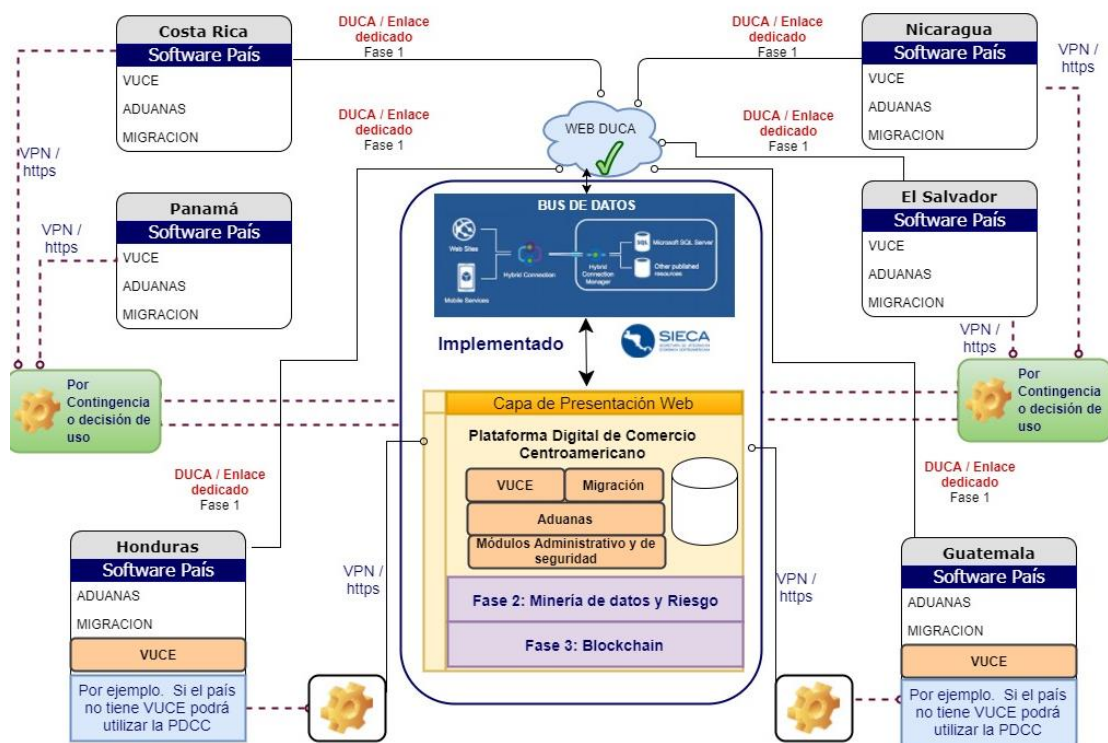 Costa Rica
Software País
VUCE
ADUANAS
MIGRACION
DUCA / Enlace
dedicado
Fase 1
DUCA / Enlace
dedicado
Fase 1
Nicaragua
Software País
VUCE
ADUANAS
MIGRACION
VPN /
https
VPN /
https
DUCA / Enlace
dedicado
Fase 1
WEB DUCA
DUCA / Enlace
dedicado
Fase 1
Panamá
Software País
VUCE
ADUANAS
MIGRACION
VPN /
https
El Salvador
Software País
VUCE
ADUANAS
MIGRACION
VPN /
https
BUS DE DATOS
Web Sites
Mobile Services
Hybrid Connection
Hybrid
Connection
Manager
SQL
Microsoft SQL Server
Other published
resources
Implementado
SIECA
Por
Contingencia
o decisión de
uso
Por
Contingencia
o decisión de
uso
Capa de Presentación Web
Plataforma Digital de Comercio
Centroamericano
VUCE
Migración
Aduanas
Módulos Administrativo y de
seguridad
Fase 2: Minería de datos y Riesgo
Fase 3: Blockchain
DUCA / Enlace
dedicado
Fase 1
DUCA / Enlace
dedicado
Fase 1
Honduras
Software País
ADUANAS
MIGRACION
VUCE
Por ejemplo. Si el país
no tiene VUCE podrá
utilizar la PDCC
VPN /
https
VPN /
https
Guatemala
Software País
ADUANAS
MIGRACION
VUCE
Por ejemplo. Si el país
no tiene VUCE podrá
utilizar la PDCC